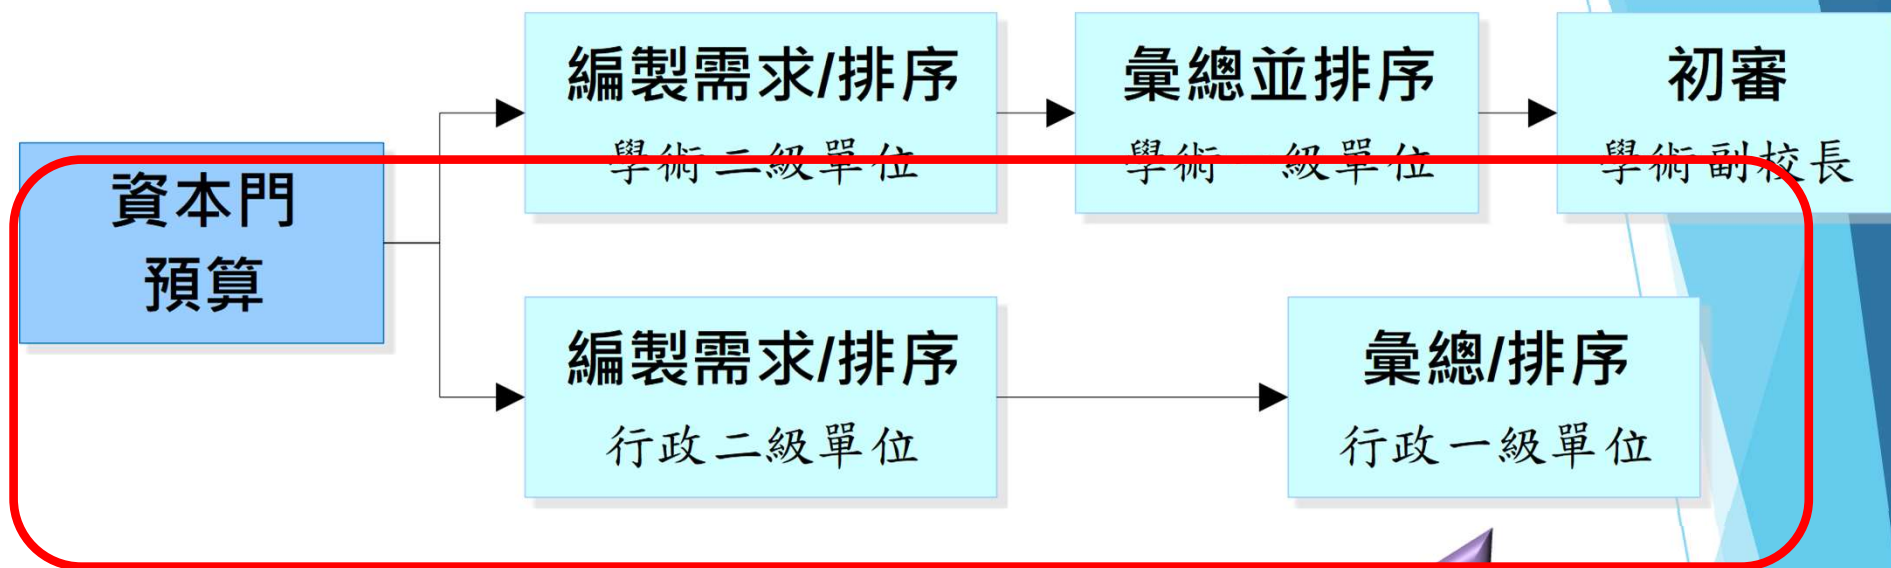 資本門
預算
編製需求/排序
學術二級單位
彙總並排序
學術一級單位
初審
學術副校長
編製需求/排序
行政二級單位
彙總/排序
行政一級單位